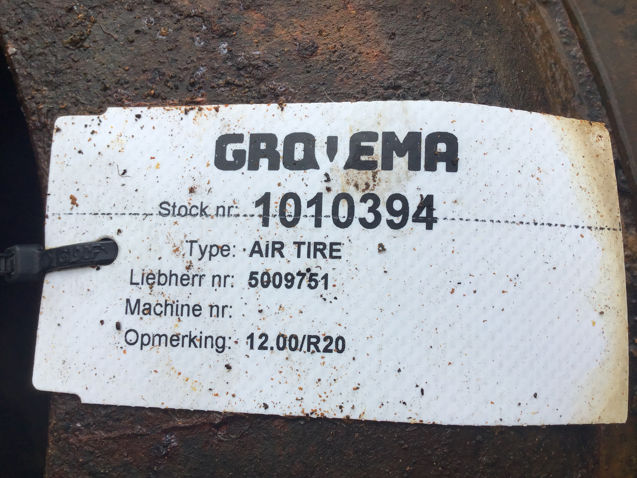 GROVEMA
Stock nr: 1010394
Type: AIR TIRE
Liebherr nr: 5009751
Machine nr:
Opmerking: 12.00/R20